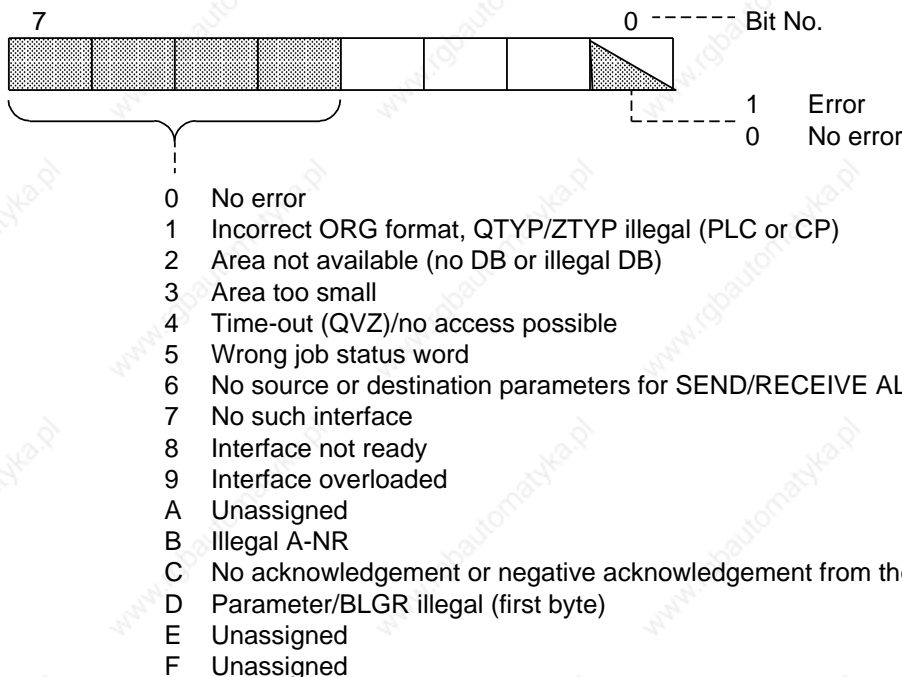 7 0 Bit No.
1 Error
0 No error
0 No error
1 Incorrect ORG format, QTYP/ZTYP illegal (PLC or CP)
2 Area not available (no DB or illegal DB)
3 Area too small
4 Time-out (QVZ)/no access possible
5 Wrong job status word
6 No source or destination parameters for SEND/RECEIVE
7 No such interface
8 Interface not ready
9 Interface overloaded
A Unassigned
B Illegal A-NR
C No acknowledgement or negative acknowledgement from
D Parameter/BLGR illegal (first byte)
E Unassigned
F Unassigned
www.rgbautomatyka.pl